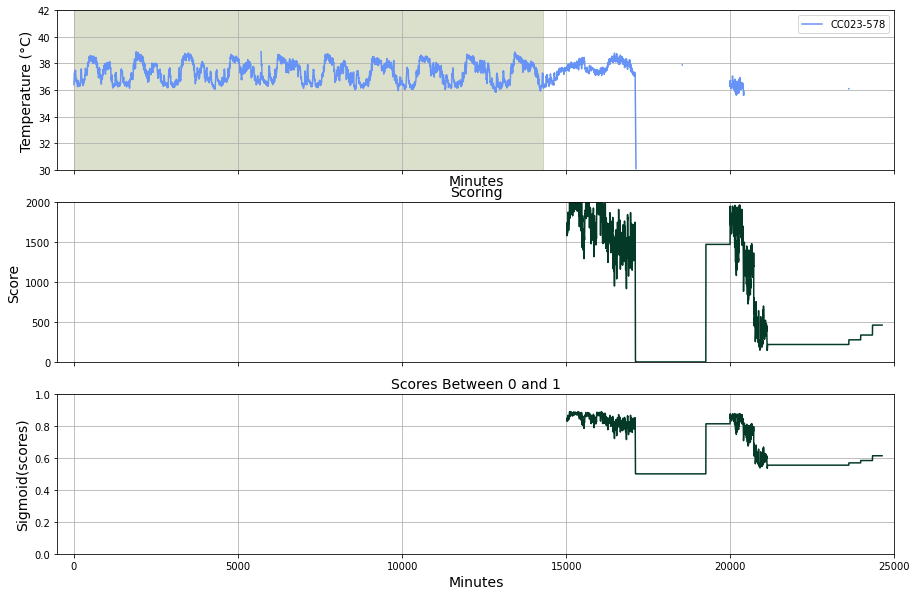 42
40
38
36
34
32
30
Temperature (°C)
CC023-578
Minutes
Scoring
2000
1500
1000
500
0
Score
Scores Between 0 and 1
1.0
0.8
0.6
0.4
0.2
0.0
Sigmoid(scores)
0 5000 10000 15000 20000 25000
Minutes